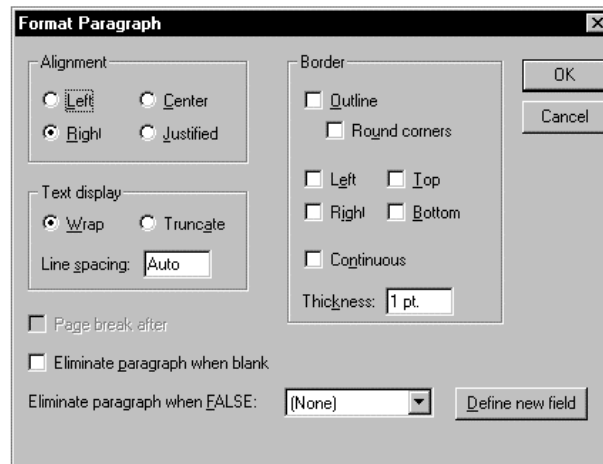 Format Paragraph
Alignment
Left
Center
Right
Justified
Text display
Wrap
Truncate
Line spacing: Auto
Border
Outline
Round corners
Left
Top
Right
Bottom
Continuous
Thickness: 1 pt.
OK
Cancel
Page break after
Eliminate paragraph when blank
Eliminate paragraph when FALSE: (None)
Define new field